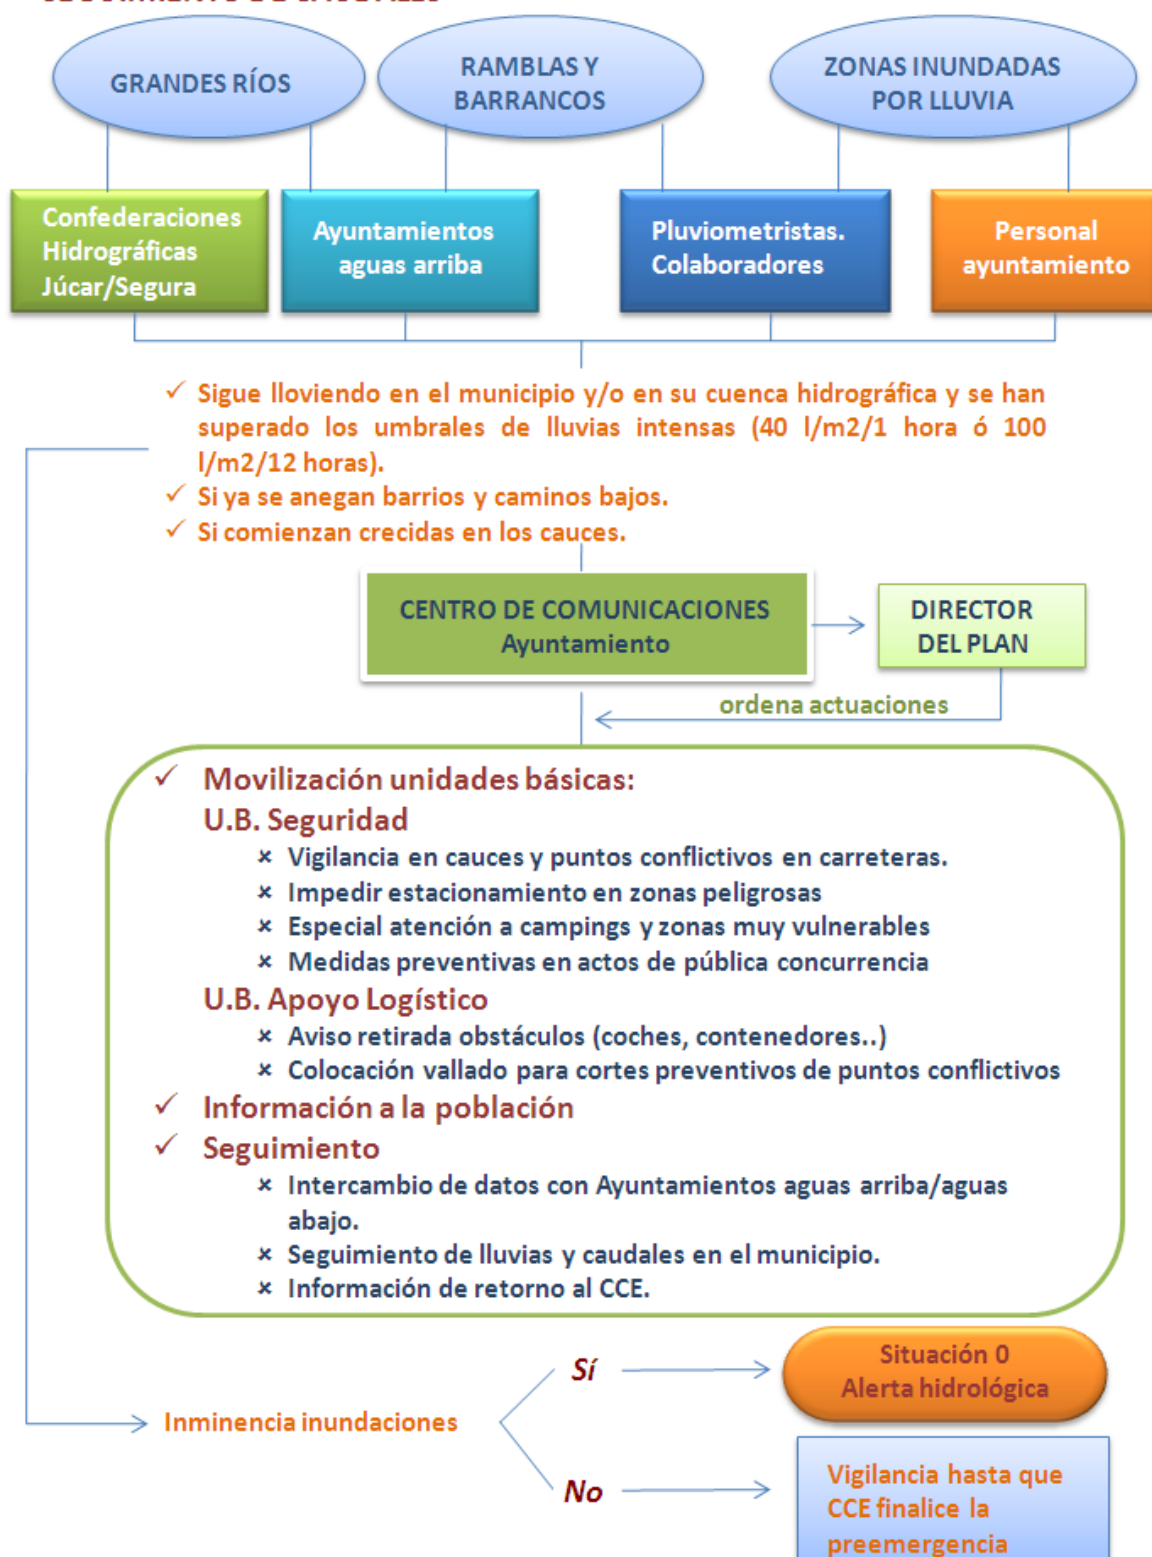 GRANDES RÍOS
RAMBLAS Y
BARRANCOS
ZONAS INUNDADAS
POR LLUVIA
Confederaciones
Hidrográficas
Júcar/Segura
Ayuntamientos
aguas arriba
Pluviometristas.
Colaboradores
Personal
ayuntamiento
✓ Sigue lloviendo en el municipio y/o en su cuenca hidrográfica y se han
superado los umbrales de lluvias intensas (40 l/m2/1 hora ó 100
l/m2/12 horas).
✓ Si ya se anegan barrios y caminos bajos.
✓ Si comienzan crecidas en los cauces.
CENTRO DE COMUNICACIONES
Ayuntamiento
DIRECTOR
DEL PLAN
ordena actuaciones
✓ Movilización unidades básicas:
U.B. Seguridad
× Vigilancia en cauces y puntos conflictivos en carreteras.
× Impedir estacionamiento en zonas peligrosas
× Especial atención a campings y zonas muy vulnerables
× Medidas preventivas en actos de pública concurrencia
U.B. Apoyo Logístico
× Aviso retirada obstáculos (coches, contenedores..)
× Colocación vallado para cortes preventivos de puntos conflictivos
✓ Información a la población
✓ Seguimiento
× Intercambio de datos con Ayuntamientos aguas arriba/aguas
abajo.
× Seguimiento de lluvias y caudales en el municipio.
× Información de retorno al CCE.
Sí
Situación 0
Alerta hidrológica
Inminencia inundaciones
No
Vigilancia hasta que
CCE finalice la
preemergencia